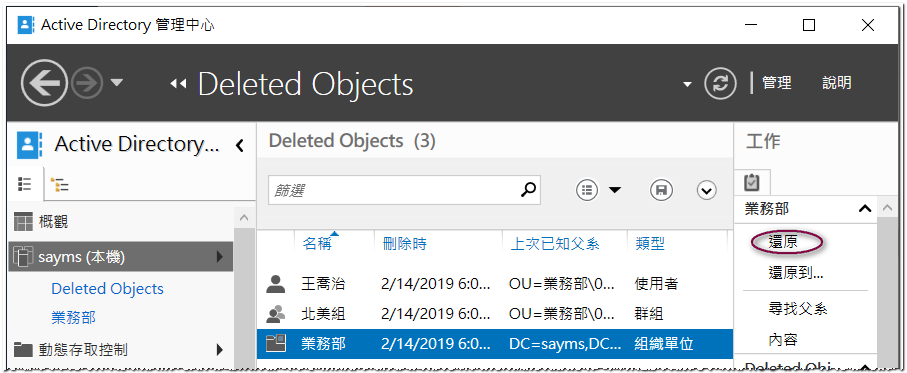 Active Directory 管理中心
Deleted Objects
管理
說明
Active Directory...
概觀
sayms (本機)
Deleted Objects
業務部
動態存取控制
Deleted Objects (3)
篩選
名稱 刪除時 上次已知父系 類型
王喬治 2/14/2019 6:0... OU=業務部\0... 使用者
北美組 2/14/2019 6:0... OU=業務部\0... 群組
業務部 2/14/2019 6:0... DC=sayms,DC... 組織單位
工作
業務部
還原
還原到...
尋找父系
內容
Deleted Obj